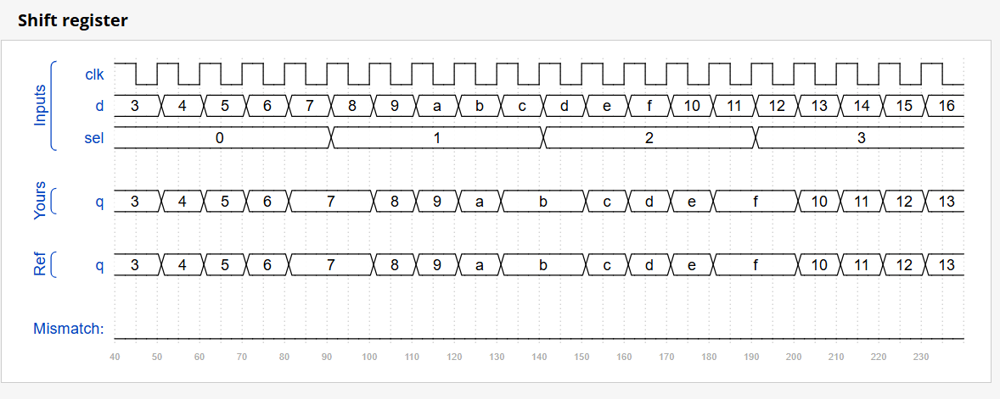 Shift register
Inputs
clk
d 3 4 5 6 7 8 9 a b c d e f 10 11 12 13 14 15 16
sel 0 1 2 3
Yours
q 3 4 5 6 7 8 9 a b c d e f 10 11 12 13
Ref
q 3 4 5 6 7 8 9 a b c d e f 10 11 12 13
Mismatch:
40 50 60 70 80 90 100 110 120 130 140 150 160 170 180 190 200 210 220 230